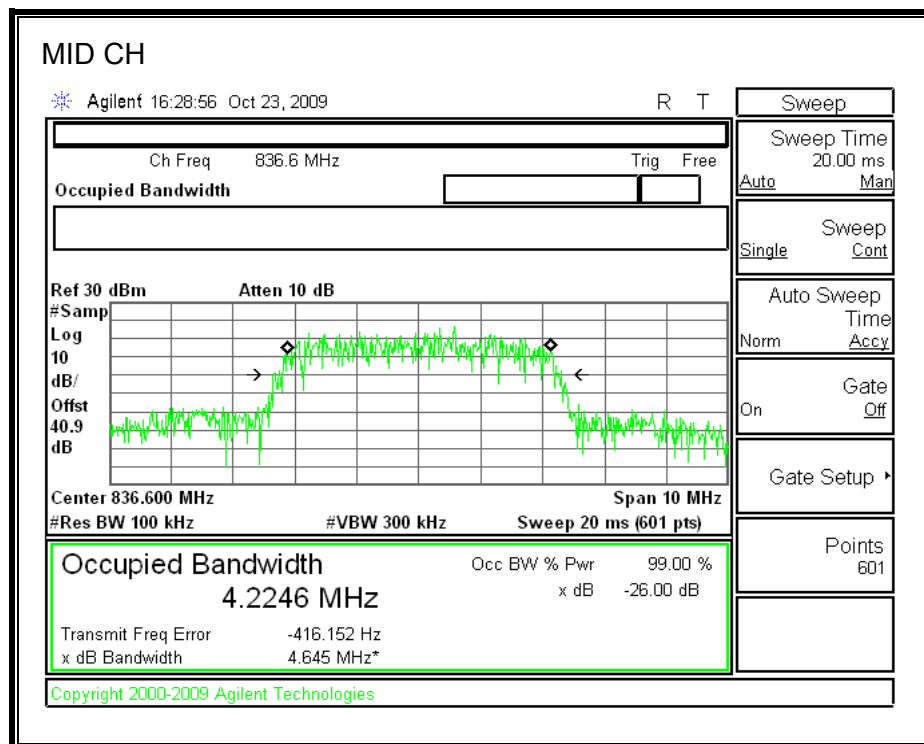 MID CH
Agilent 16:28:56 Oct 23, 2009 R T
Ch Freq 836.6 MHz Trig Free
Occupied Bandwidth
Ref 30 dBm Atten 10 dB
#Samp
Log
10
dB/
Offst
40.9
dB
Center 836.600 MHz Span 10 MHz
#Res BW 100 kHz #VBW 300 kHz Sweep 20 ms (601 pts)
Occupied Bandwidth Occ BW % Pwr 99.00 %
4.2246 MHz x dB -26.00 dB
Transmit Freq Error -416.152 Hz
x dB Bandwidth 4.645 MHz*
Copyright 2000-2009 Agilent Technologies
Sweep
Sweep Time
20.00 ms
Auto Man
Sweep
Single Cont
Auto Sweep
Time
Norm Accy
Gate
On Off
Gate Setup
Points
601